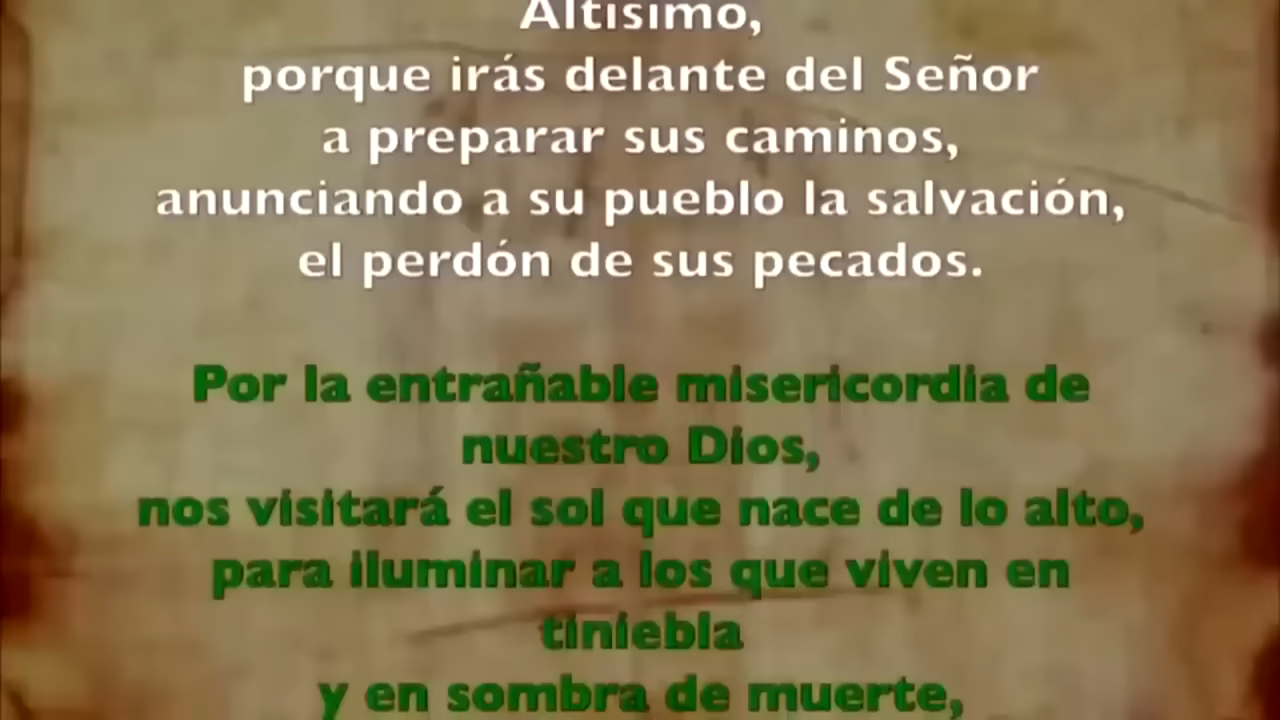 Altísimo,
porque irás delante del Señor
a preparar sus caminos,
anunciando a su pueblo la salvación,
el perdón de sus pecados.
Por la entrañable misericordia de
nuestro Dios,
nos visitará el sol que nace de lo alto,
para iluminar a los que viven en
tiniebla
y en sombra de muerte,